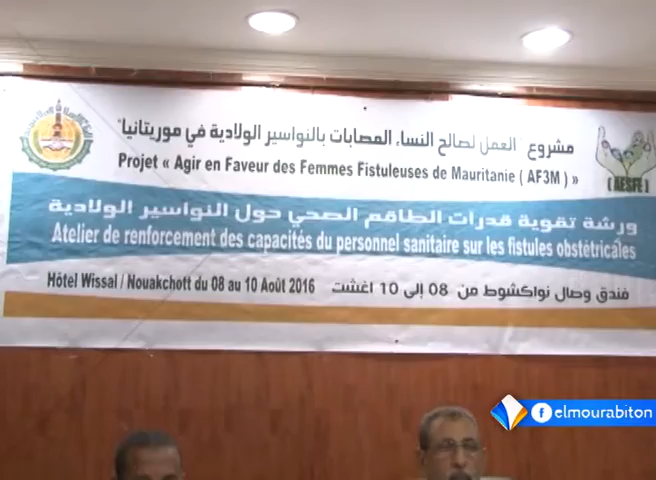 مشروع العمل لصالح النساء المصابات بالنواسير الولادية في موريتانيا"
Projet « Agir en Faveur des Femmes Fistuleuses de Mauritanie ( AF3M ) »
(AESFF)
ورشة تقوية قدرات الطاقم الصحي حول النواسير الولادية
Atelier de renforcement des capacités du personnel sanitaire sur les fistules obstétricales
Hôtel Wissal / Nouakchott du 08 au 10 Août 2016
فندق وصال نواكشوط من 08 إلى 10 اغشت
elmourabiton